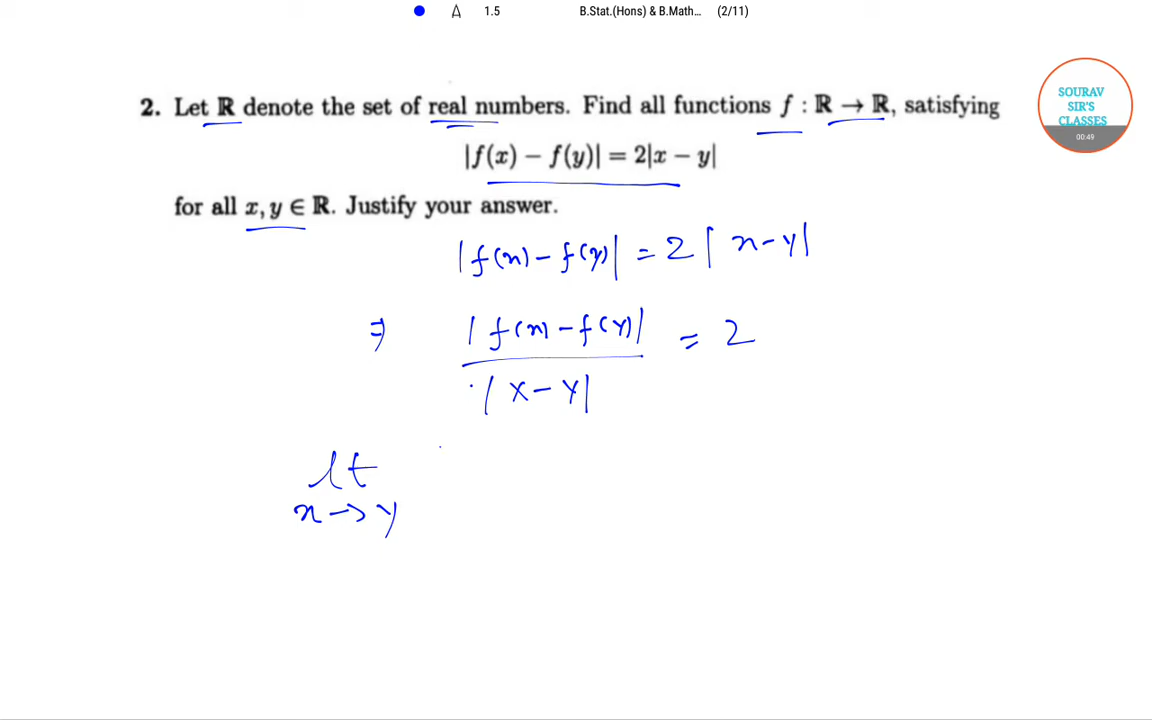 1.5 B.Stat.(Hons) & B.Math... (2/11)
SOURAV
SIR'S
CLASSES
00:49
2. Let ℝ denote the set of real numbers. Find all functions f : ℝ → ℝ, satisfying
|f(x) − f(y)| = 2|x − y|
for all x, y ∈ ℝ. Justify your answer.
|f(x) − f(y)| = 2|x − y|
⇒ |f(x) − f(y)| / |x − y| = 2
lt
x → y